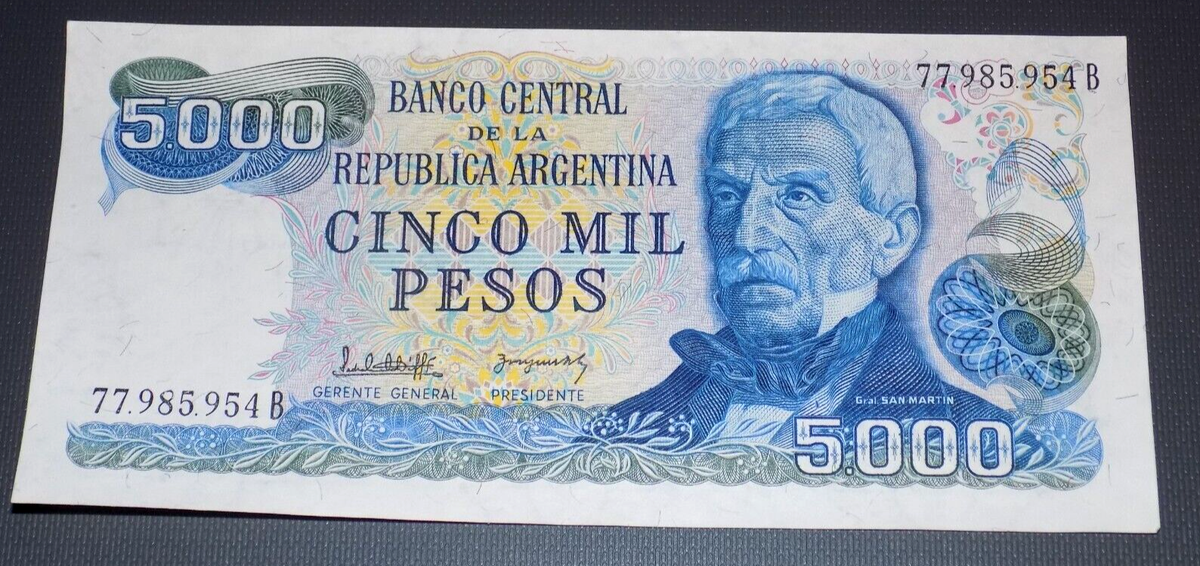 5.000
BANCO CENTRAL
DE LA
REPUBLICA ARGENTINA
CINCO MIL
PESOS
77.985.954 B
GERENTE GENERAL PRESIDENTE
77.985.954 B
Gral. SAN MARTIN
5.000